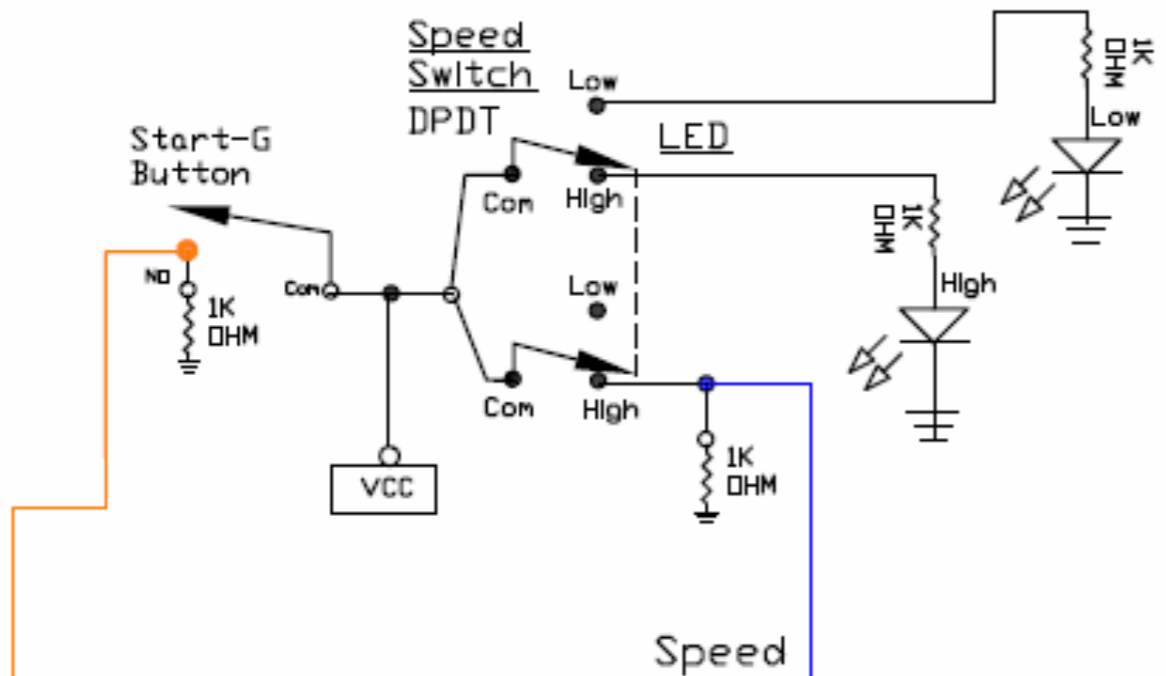 Speed
Switch
DPDT
Low
1K
OHM
Low
Start-G
Button
LED
Com
High
1K
OHM
NO
Com
1K
OHM
Low
High
Com
High
1K
OHM
VCC
Speed